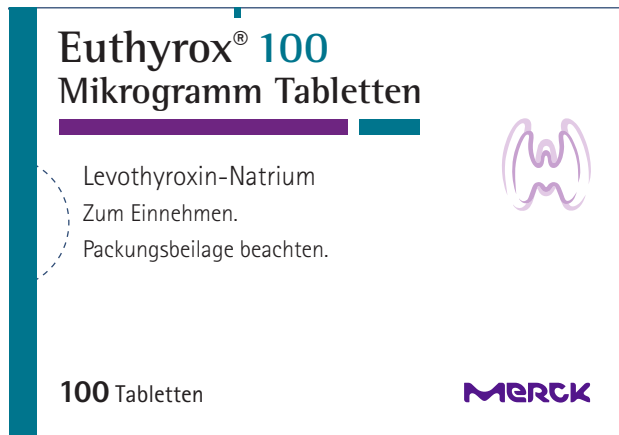 Euthyrox® 100
Mikrogramm Tabletten
Levothyroxin-Natrium
Zum Einnehmen.
Packungsbeilage beachten.
100 Tabletten
MERCK